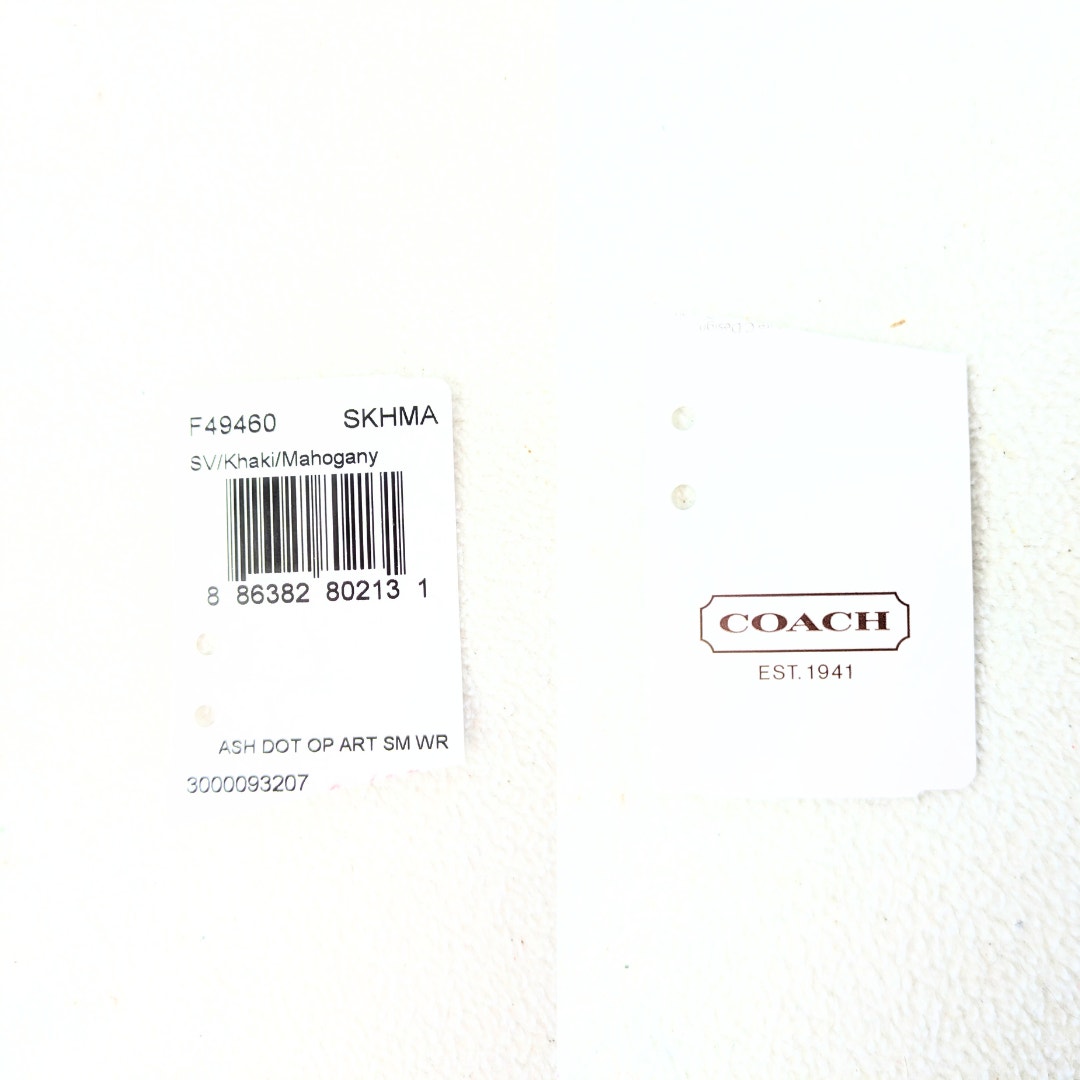 F49460 SKHMA
SV/Khaki/Mahogany
8 86382 80213 1
ASH DOT OP ART SM WR
3000093207
COACH
EST. 1941